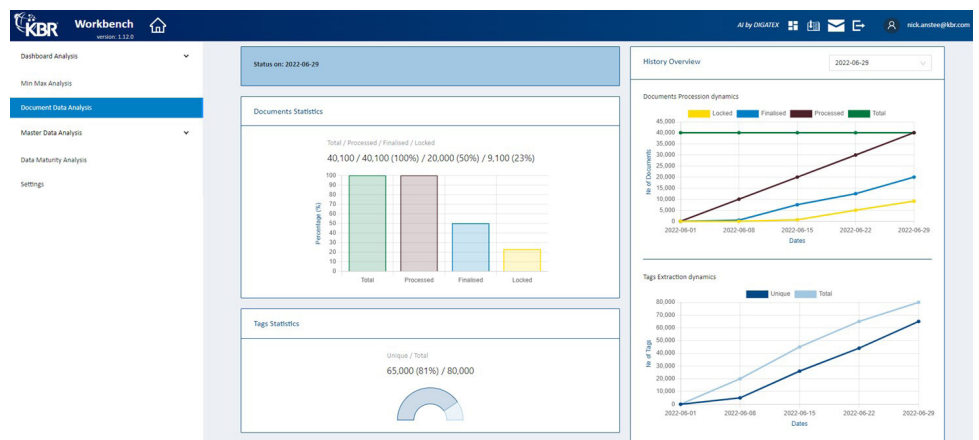 KBR
Workbench
version: 1.12.0
AI by DIGATEX
nick.anstee@kbr.com
Dashboard Analysis
Min Max Analysis
Document Data Analysis
Master Data Analysis
Data Maturity Analysis
Settings
Status on: 2022-06-29
Documents Statistics
Total / Processed / Finalised / Locked
40,100 / 40,100 (100%) / 20,000 (50%) / 9,100 (23%)
Percentage (%)
100
90
80
70
60
50
40
30
20
10
0
Total Processed Finalised Locked
Tags Statistics
Unique / Total
65,000 (81%) / 80,000
History Overview
2022-06-29
Documents Procession dynamics
Locked Finalised Processed Total
№ of Documents
45,000
40,000
35,000
30,000
25,000
20,000
15,000
10,000
5,000
0
2022-06-01 2022-06-08 2022-06-15 2022-06-22 2022-06-29
Dates
Tags Extraction dynamics
Unique Total
№ of Tags
80,000
70,000
60,000
50,000
40,000
30,000
20,000
10,000
0
2022-06-01 2022-06-08 2022-06-15 2022-06-22 2022-06-29
Dates